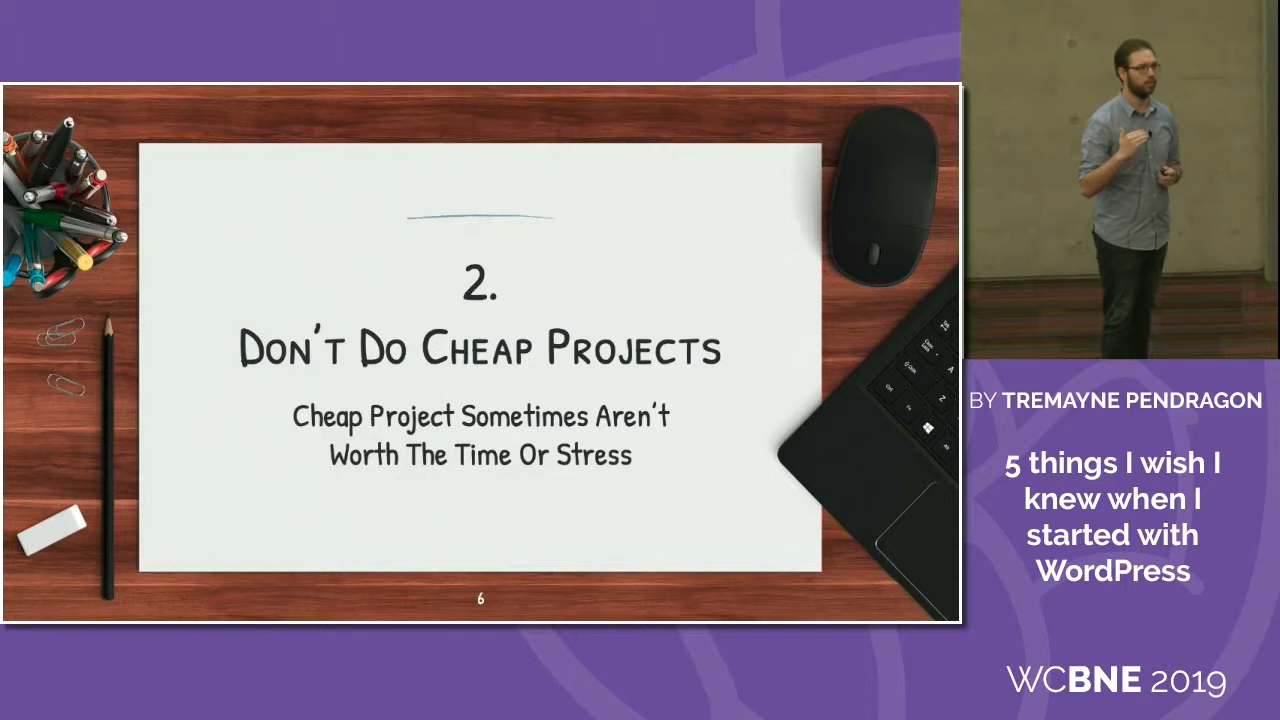 2.
Don't Do Cheap Projects
Cheap Project Sometimes Aren't
Worth The Time Or Stress
6
BY TREMAYNE PENDRAGON
5 things I wish I
knew when I
started with
WordPress
WCBNE 2019